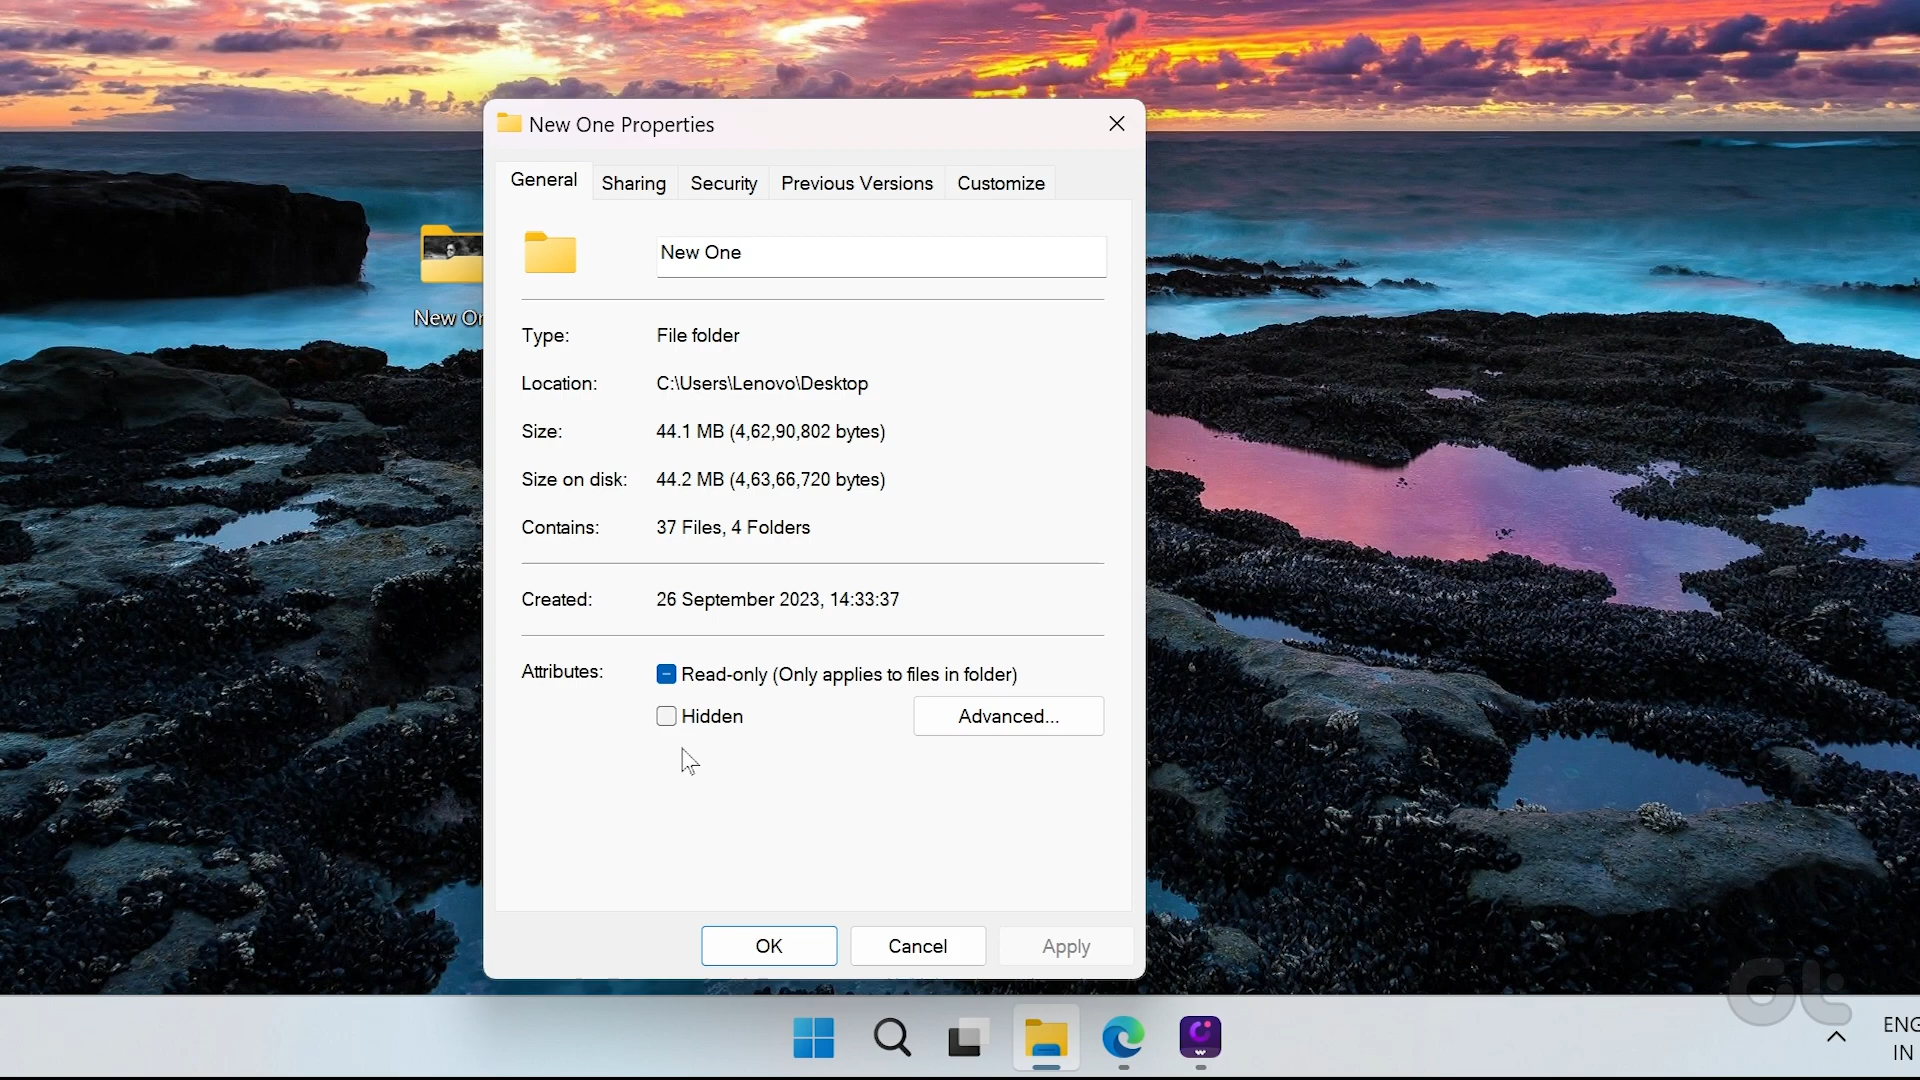 New One Properties
General Sharing Security Previous Versions Customize
New One
New On
Type: File folder
Location: C:\Users\Lenovo\Desktop
Size: 44.1 MB (4,62,90,802 bytes)
Size on disk: 44.2 MB (4,63,66,720 bytes)
Contains: 37 Files, 4 Folders
Created: 26 September 2023, 14:33:37
Attributes: Read-only (Only applies to files in folder)
Hidden Advanced...
OK Cancel Apply
Gt
ENG
IN